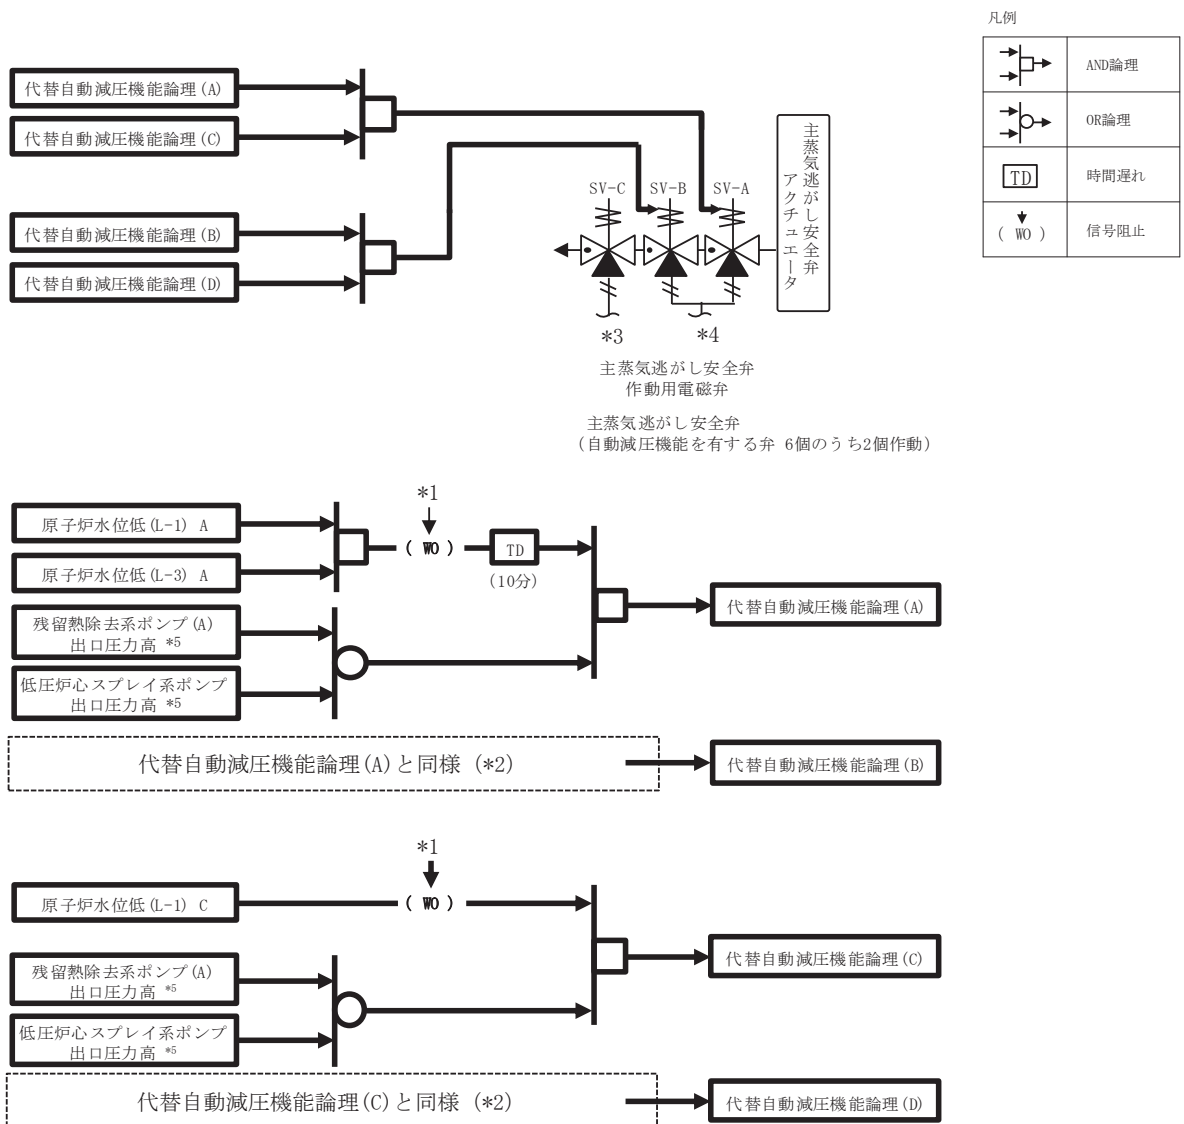 凡例
AND論理
OR論理
TD
時間遅れ
( WO )
信号阻止
代替自動減圧機能論理(A)
代替自動減圧機能論理(C)
代替自動減圧機能論理(B)
代替自動減圧機能論理(D)
SV-C
SV-B
SV-A
主蒸気逃がし安全弁
アクチュエータ
*3
*4
主蒸気逃がし安全弁
作動用電磁弁
主蒸気逃がし安全弁
(自動減圧機能を有する弁 6個のうち2個作動)
*1
原子炉水位低(L-1) A
( WO )
TD
(10分)
原子炉水位低(L-3) A
残留熱除去系ポンプ(A)
出口圧力高 *5
低圧炉心スプレイ系ポンプ
出口圧力高 *5
代替自動減圧機能論理(A)
代替自動減圧機能論理(A)と同様 (*2)
代替自動減圧機能論理(B)
*1
原子炉水位低(L-1) C
( WO )
残留熱除去系ポンプ(A)
出口圧力高 *5
低圧炉心スプレイ系ポンプ
出口圧力高 *5
代替自動減圧機能論理(C)
代替自動減圧機能論理(C)と同様 (*2)
代替自動減圧機能論理(D)